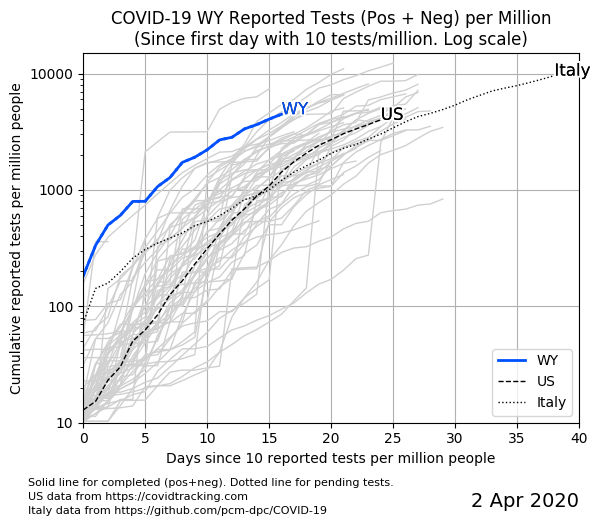 COVID-19 WY Reported Tests (Pos + Neg) per Million
(Since first day with 10 tests/million. Log scale)
Cumulative reported tests per million people
10000
1000
100
10
WY
US
Italy
WY
US
Italy
0 5 10 15 20 25 30 35 40
Days since 10 reported tests per million people
Solid line for completed (pos+neg). Dotted line for pending tests.
US data from https://covidtracking.com
Italy data from https://github.com/pcm-dpc/COVID-19
2 Apr 2020